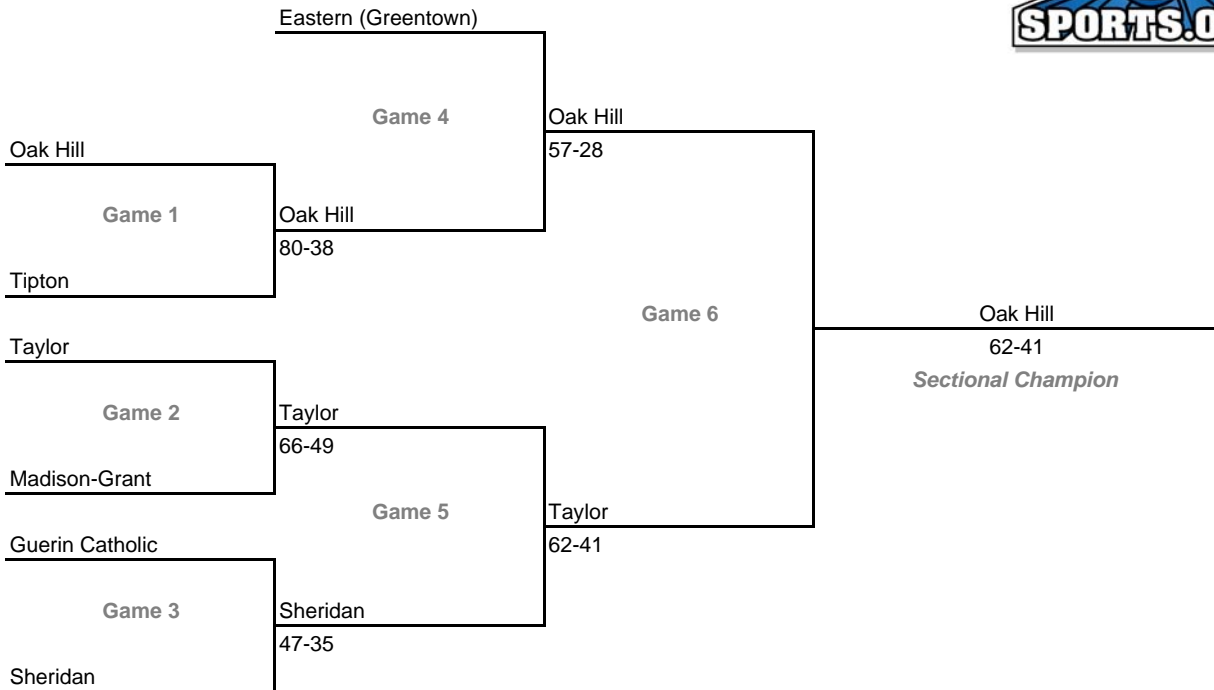 Eastern (Greentown)
SPORTS.O
Game 4
Oak Hill
Oak Hill
57-28
Game 1
Oak Hill
80-38
Tipton
Game 6
Oak Hill
Taylor
62-41
Sectional Champion
Game 2
Taylor
66-49
Madison-Grant
Game 5
Taylor
Guerin Catholic
62-41
Game 3
Sheridan
47-35
Sheridan